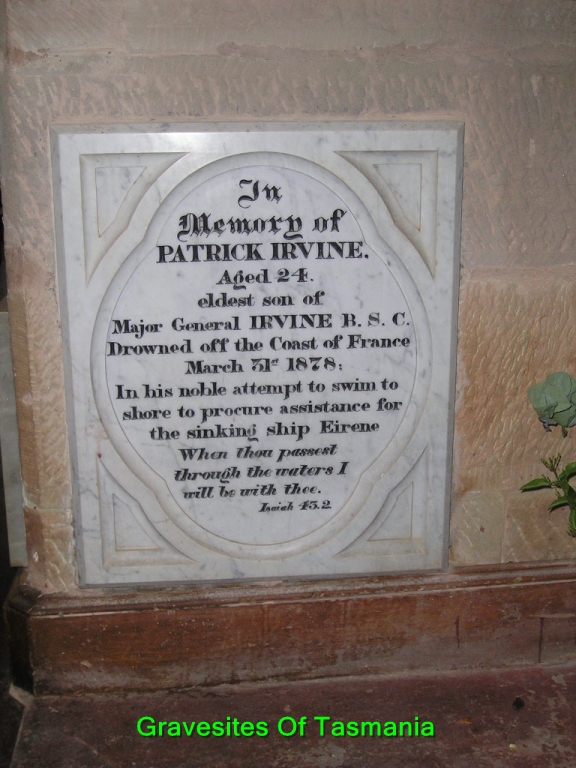 In
Memory of
PATRICK IRVINE.
Aged 24.
eldest son of
Major General IRVINE B. S. C.
Drowned off the Coast of France
March 31st 1878;
In his noble attempt to swim to
shore to procure assistance for
the sinking ship Eirene
When thou passest
through the waters I
will be with thee.
Isaiah 43.2
Gravesites Of Tasmania